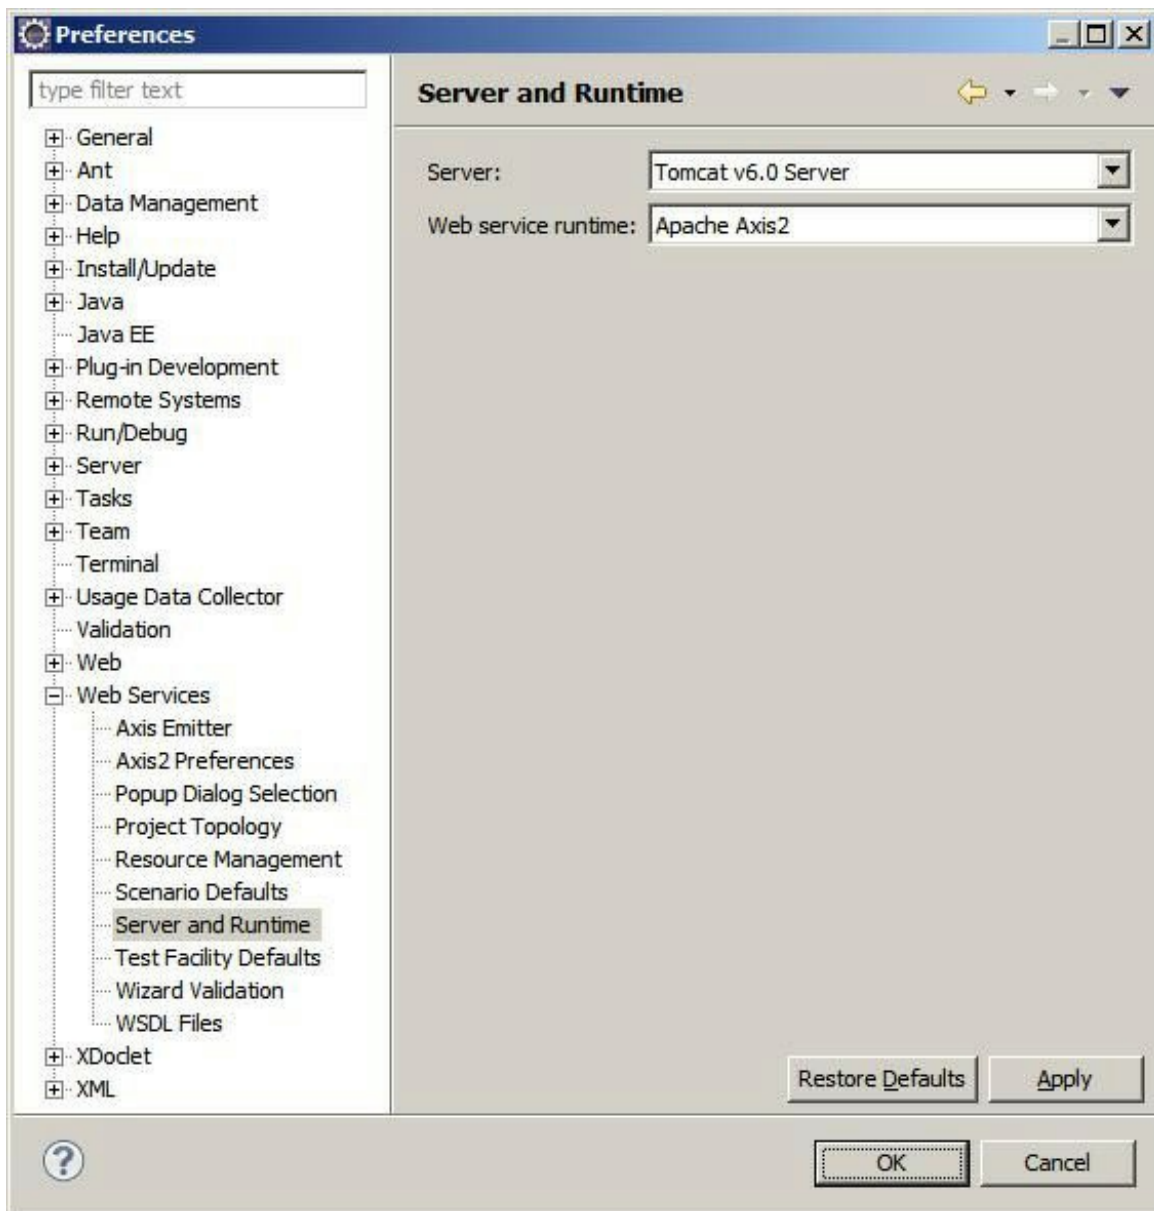 Preferences
type filter text
General
Ant
Data Management
Help
Install/Update
Java
Java EE
Plug-in Development
Remote Systems
Run/Debug
Server
Tasks
Team
Terminal
Usage Data Collector
Validation
Web
Web Services
Axis Emitter
Axis2 Preferences
Popup Dialog Selection
Project Topology
Resource Management
Scenario Defaults
Server and Runtime
Test Facility Defaults
Wizard Validation
WSDL Files
XDoclet
XML
Server and Runtime
Server: Tomcat v6.0 Server
Web service runtime: Apache Axis2
Restore Defaults Apply
? OK Cancel